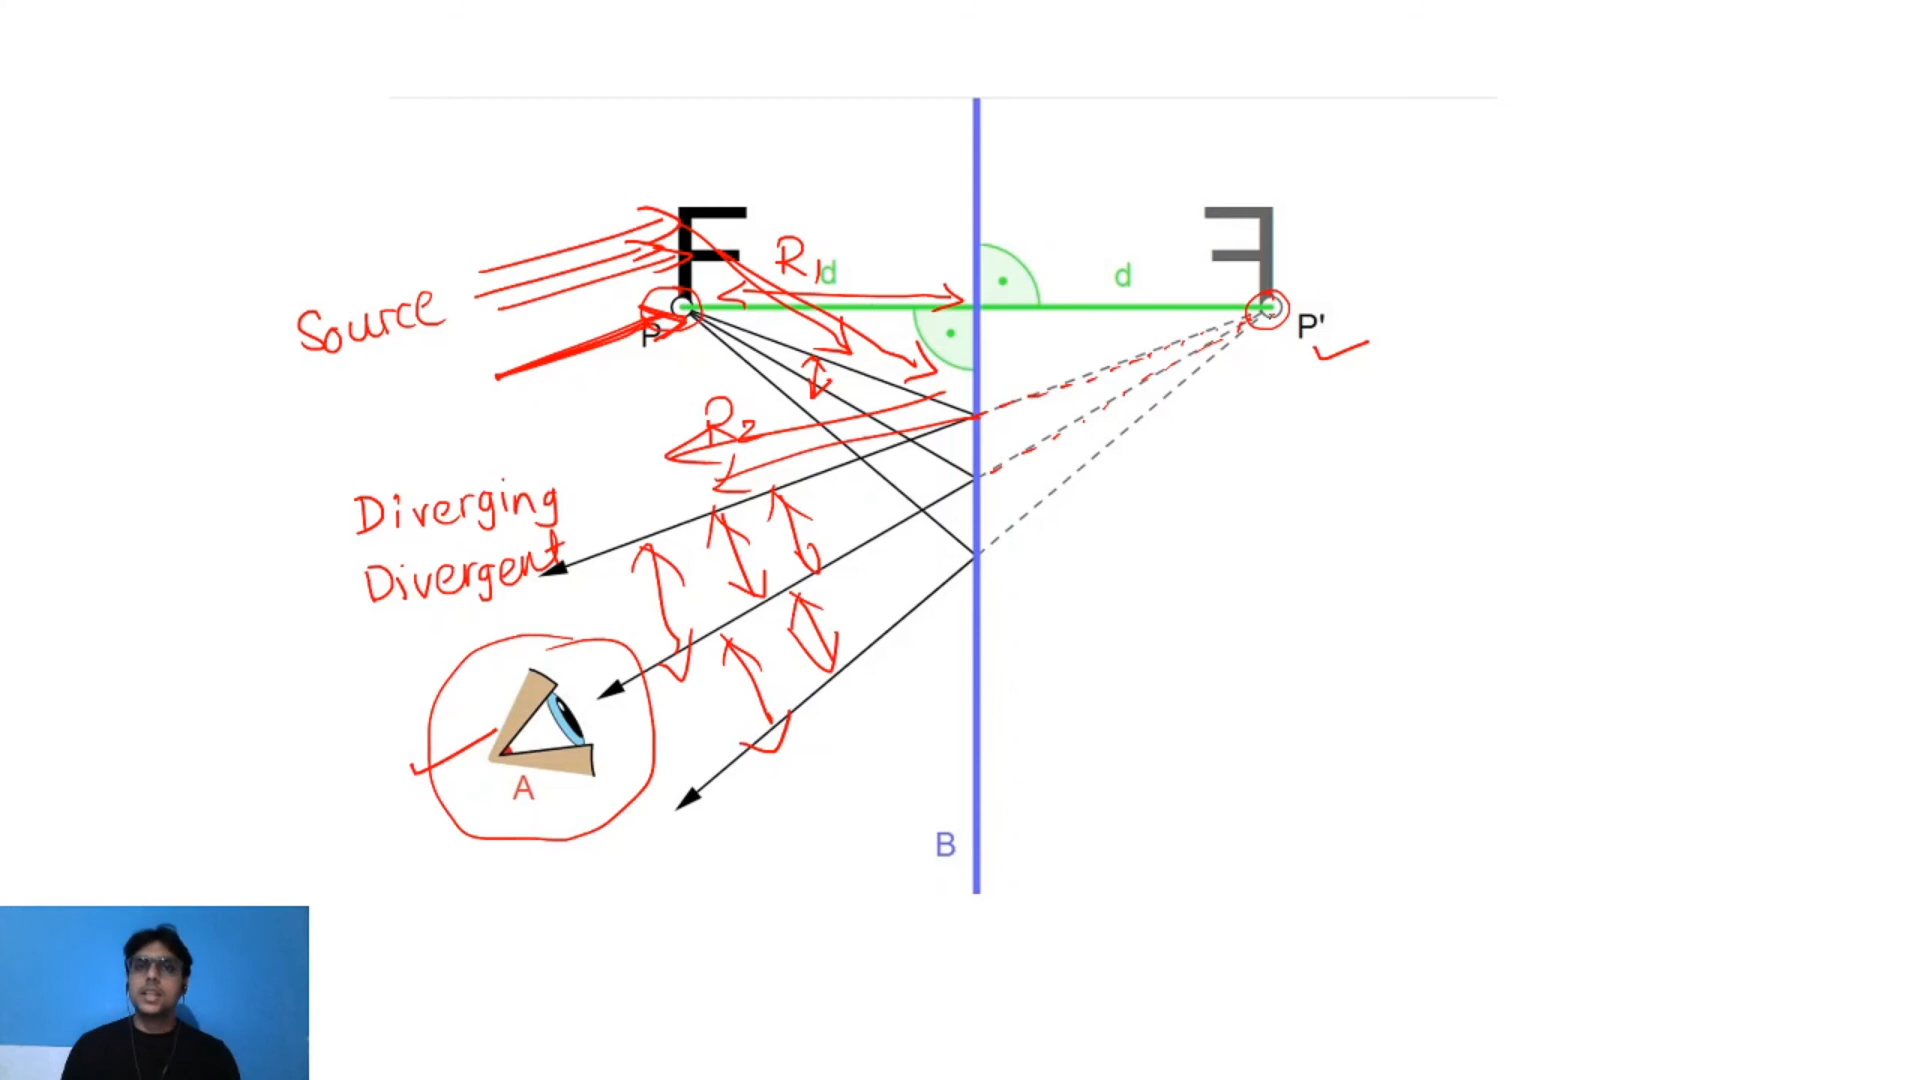 F
F
R1
d
d
Source
P
P'
R2
Diverging
Divergent
A
B